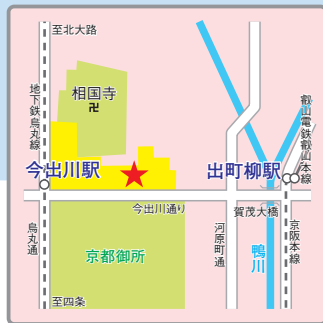 至北大路
相国寺
卍
地下鉄烏丸線
叡山電鉄叡山本線
今出川駅
出町柳駅
今出川通り
賀茂大橋
烏丸通
京都御所
河原町通
鴨川
京阪本線
至四条